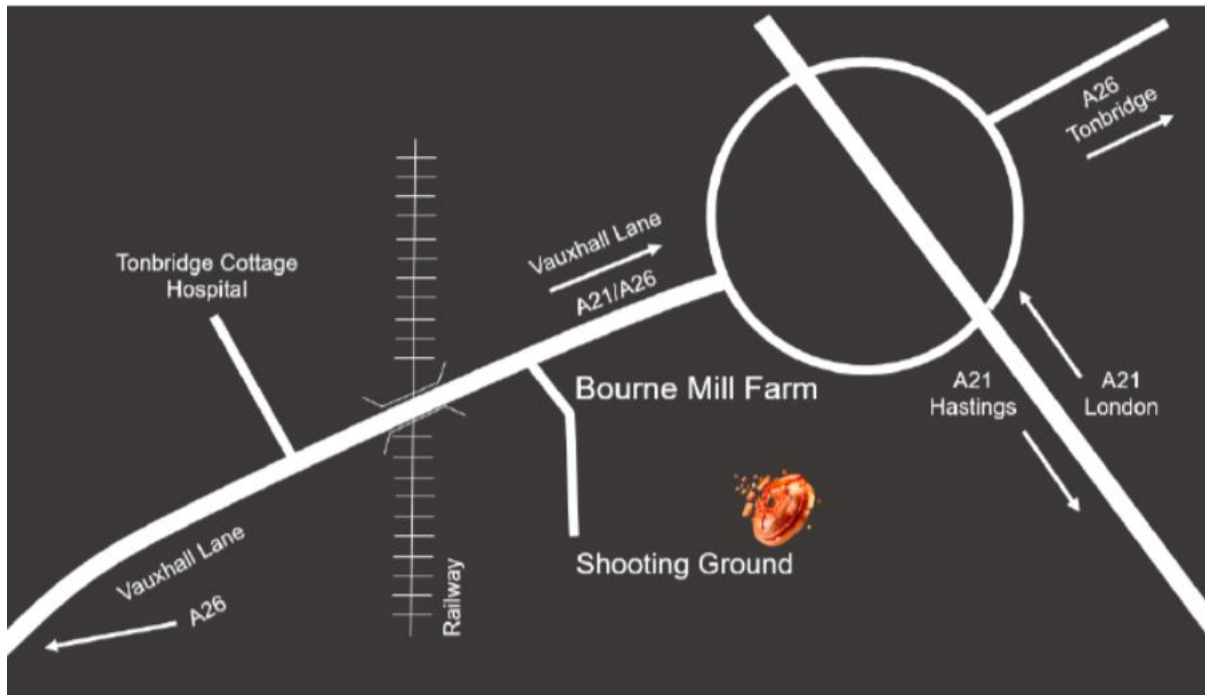 A26
Tonbridge
Vauxhall Lane
A21/A26
Tonbridge Cottage
Hospital
Bourne Mill Farm
A21
Hastings
A21
London
Shooting Ground
Vauxhall Lane
A26
Railway